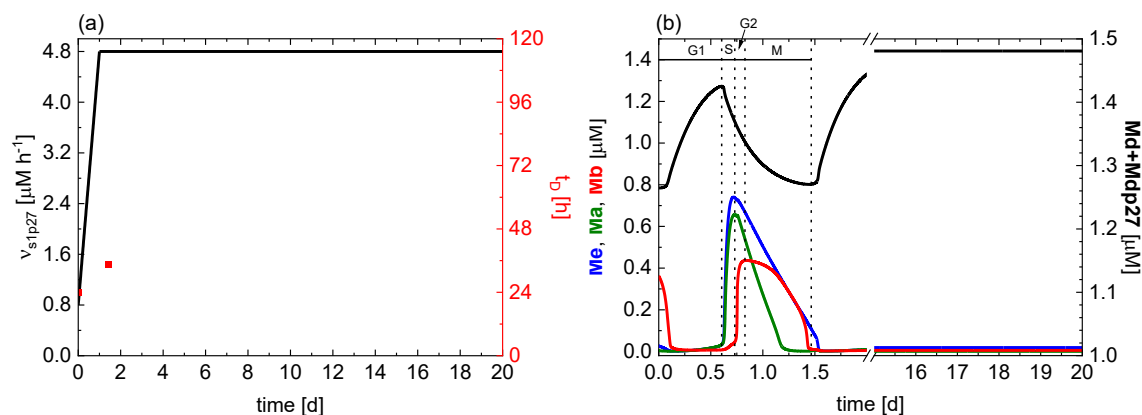 (a)
4.8
4.0
3.2
2.4
1.6
0.8
0.0
ν_s1p27 [μM h⁻¹]
120
96
72
48
24
0
t_D [h]
0 2 4 6 8 10 12 14 16 18 20
time [d]
(b)
G2
G1 S M
1.4
1.2
1.0
0.8
0.6
0.4
0.2
0.0
Me, Ma, Mb [μM]
1.5
1.4
1.3
1.2
1.1
1.0
Md+Mdp27 [μM]
0.0 0.5 1.0 1.5 16 17 18 19 20
time [d]